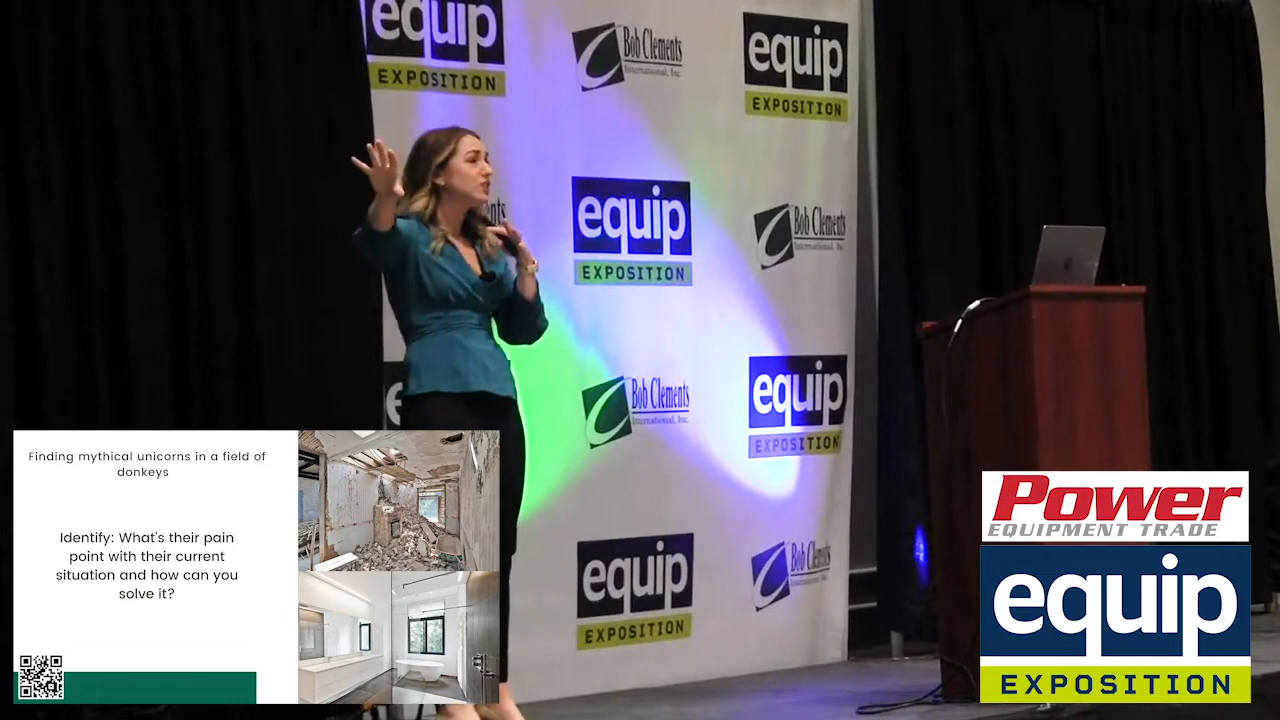 equip
EXPOSITION
Bob Clements
International, Inc.
equip
EXPOSITION
nts
equip
EXPOSITION
Bob Clements
International, Inc.
equip
EXPOSITION
e
Bob Clements
International, Inc.
equip
EXPOSITION
Bob Clements
International, Inc.
Finding mythical unicorns in a field of
donkeys
Identify: What's their pain
point with their current
situation and how can you
solve it?
Power
EQUIPMENT TRADE
equip
EXPOSITION